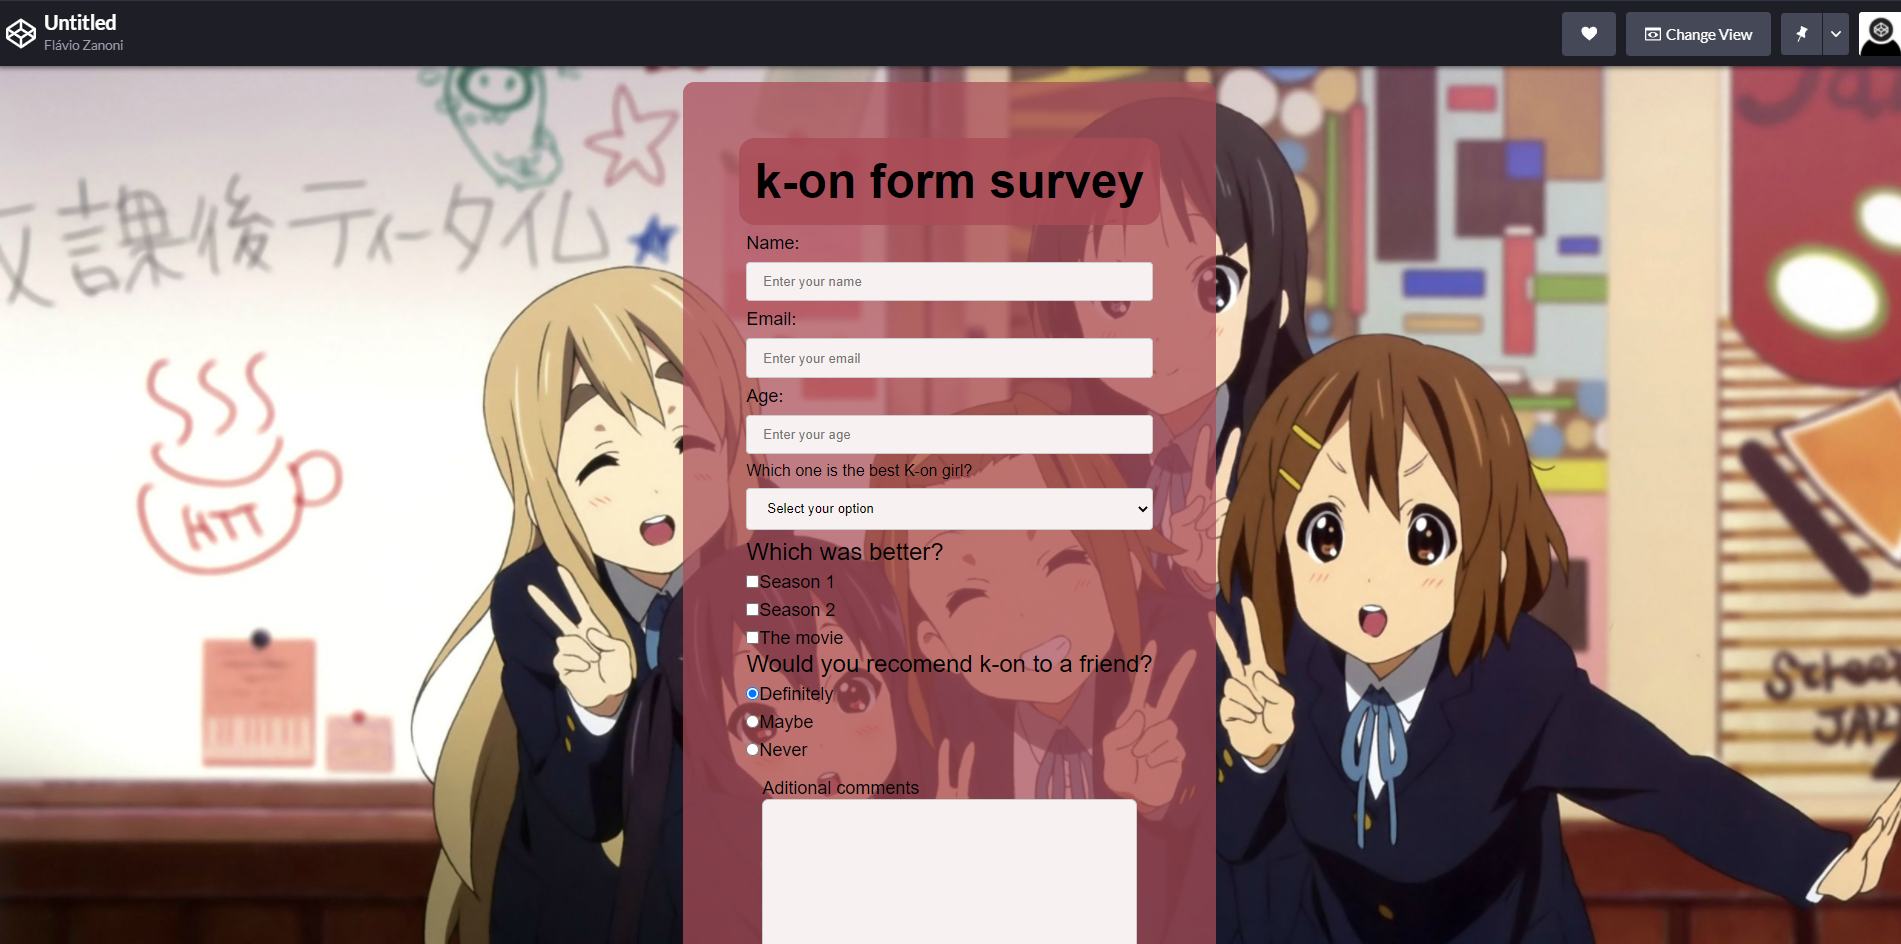 Untitled
Flávio Zanoni
Change View
k-on form survey
放課後ティータイム
Name:
Enter your name
Email:
Enter your email
Age:
Enter your age
Which one is the best K-on girl?
Select your option
HTT
Which was better?
Season 1
Season 2
The movie
Would you recomend k-on to a friend?
Definitely
Maybe
Never
Aditional comments
School
JAZZ